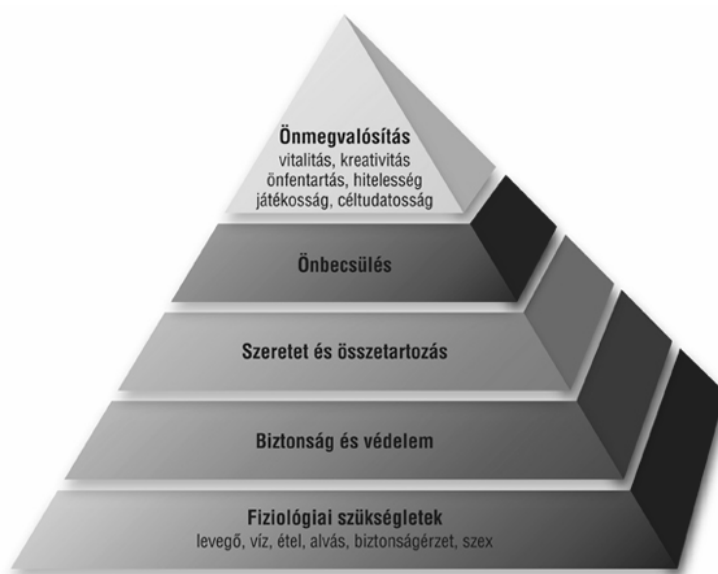 Önmegvalósítás
vitalitás, kreativitás
önfentartás, hitelesség
játékosság, céltudatosság
Önbecsülés
Szeretet és összetartozás
Biztonság és védelem
Fiziológiai szükségletek
levegő, víz, étel, alvás, biztonságérzet, szex